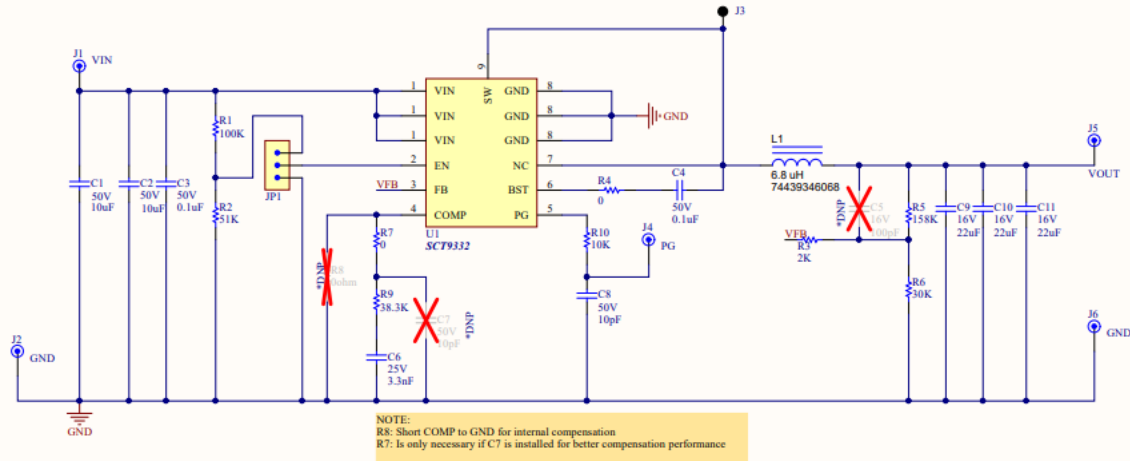 J3
J1
VIN
9
SW
1 VIN GND 8
1 VIN GND 8
1 VIN GND 8
2 EN NC 7
3 FB BST 6
4 COMP PG 5
U1
SCT9332
GND
R1
100K
JP1
R2
51K
C1
50V
10uF
C2
50V
10uF
C3
50V
0.1uF
VFB
R4
0
C4
50V
0.1uF
L1
6.8 uH
74439346068
J5
VOUT
R7
0
*DNP
R8
0ohm
R9
38.3K
C6
25V
3.3nF
C7
50V
10pF
*DNP
R10
10K
J4
PG
C8
50V
10pF
*DNP
C5
16V
100pF
VFB
R3
2K
R5
158K
R6
30K
C9
16V
22uF
C10
16V
22uF
C11
16V
22uF
J2
GND
J6
GND
GND
NOTE:
R8: Short COMP to GND for internal compensation
R7: Is only necessary if C7 is installed for better compensation performance